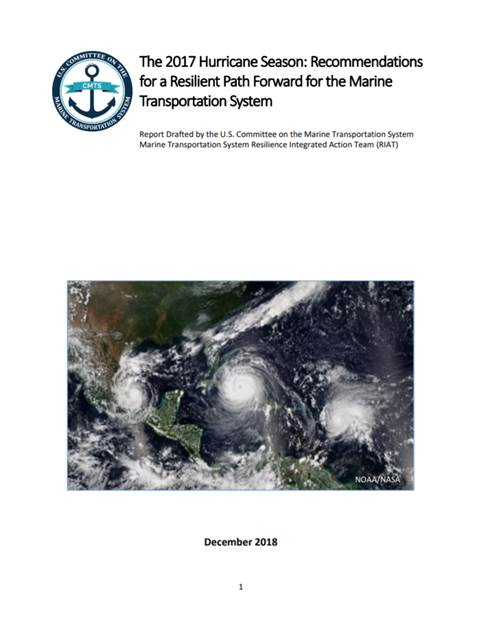 U.S. COMMITTEE ON THE
CMTS
MARINE TRANSPORTATION SYSTEM
The 2017 Hurricane Season: Recommendations
for a Resilient Path Forward for the Marine
Transportation System
Report Drafted by the U.S. Committee on the Marine Transportation System
Marine Transportation System Resilience Integrated Action Team (RIAT)
NOAA/NASA
December 2018
1